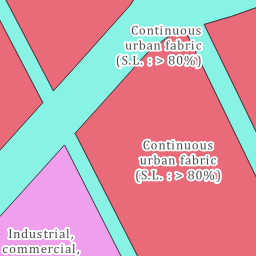 Continuous
urban fabric
(S.L. : > 80%)
Continuous
urban fabric
(S.L. : > 80%)
Industrial,
commercial,